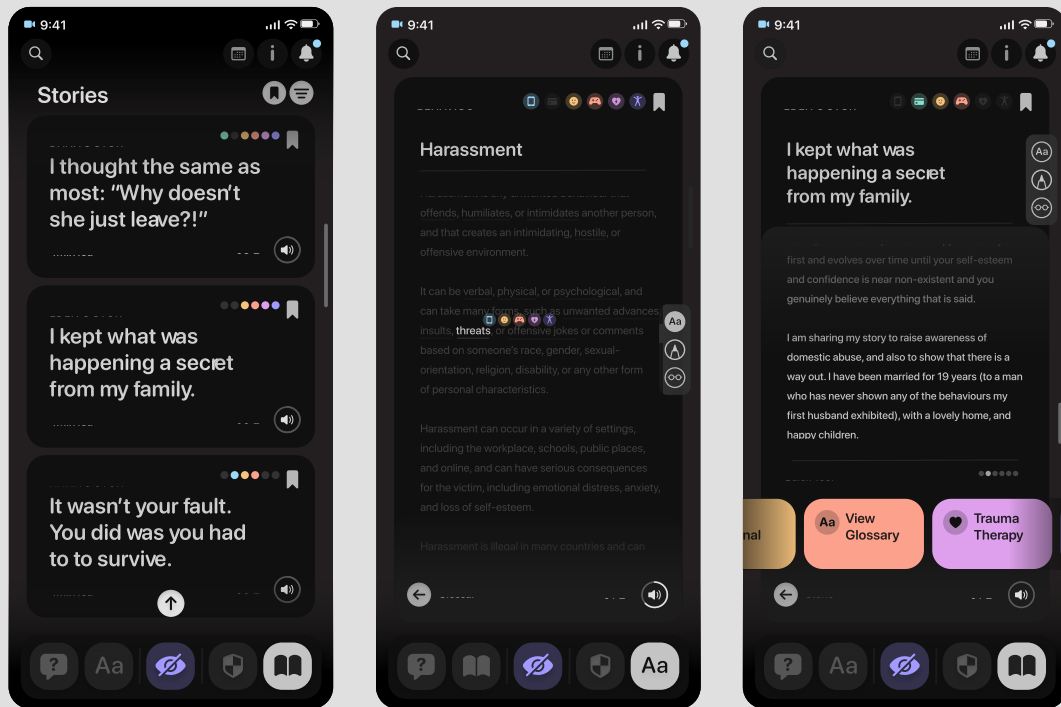 9:41
Stories
I thought the same as
most: “Why doesn’t
she just leave?!”
I kept what was
happening a secret
from my family.
It wasn’t your fault.
You did was you had
to to survive.
?
Aa
9:41
Harassment
offends, humiliates, or intimidates another person,
and that creates an intimidating, hostile, or
offensive environment.
It can be verbal, physical, or psychological, and
can take many forms, such as unwanted advances,
insults, threats, or offensive jokes or comments
based on someone’s race, gender, sexual-
orientation, religion, disability, or any other form
of personal characteristics.
Harassment can occur in a variety of settings,
including the workplace, schools, public places,
and online, and can have serious consequences
for the victim, including emotional distress, anxiety,
and loss of self-esteem.
Harassment is illegal in many countries and can
Aa
?
Aa
9:41
I kept what was
happening a secret
from my family.
Aa
first and evolves over time until your self-esteem
and confidence is near non-existent and you
genuinely believe everything that is said.
I am sharing my story to raise awareness of
domestic abuse, and also to show that there is a
way out. I have been married for 19 years (to a man
who has never shown any of the behaviours my
first husband exhibited), with a lovely home, and
happy children.
nal
Aa View
Glossary
Trauma
Therapy
?
Aa